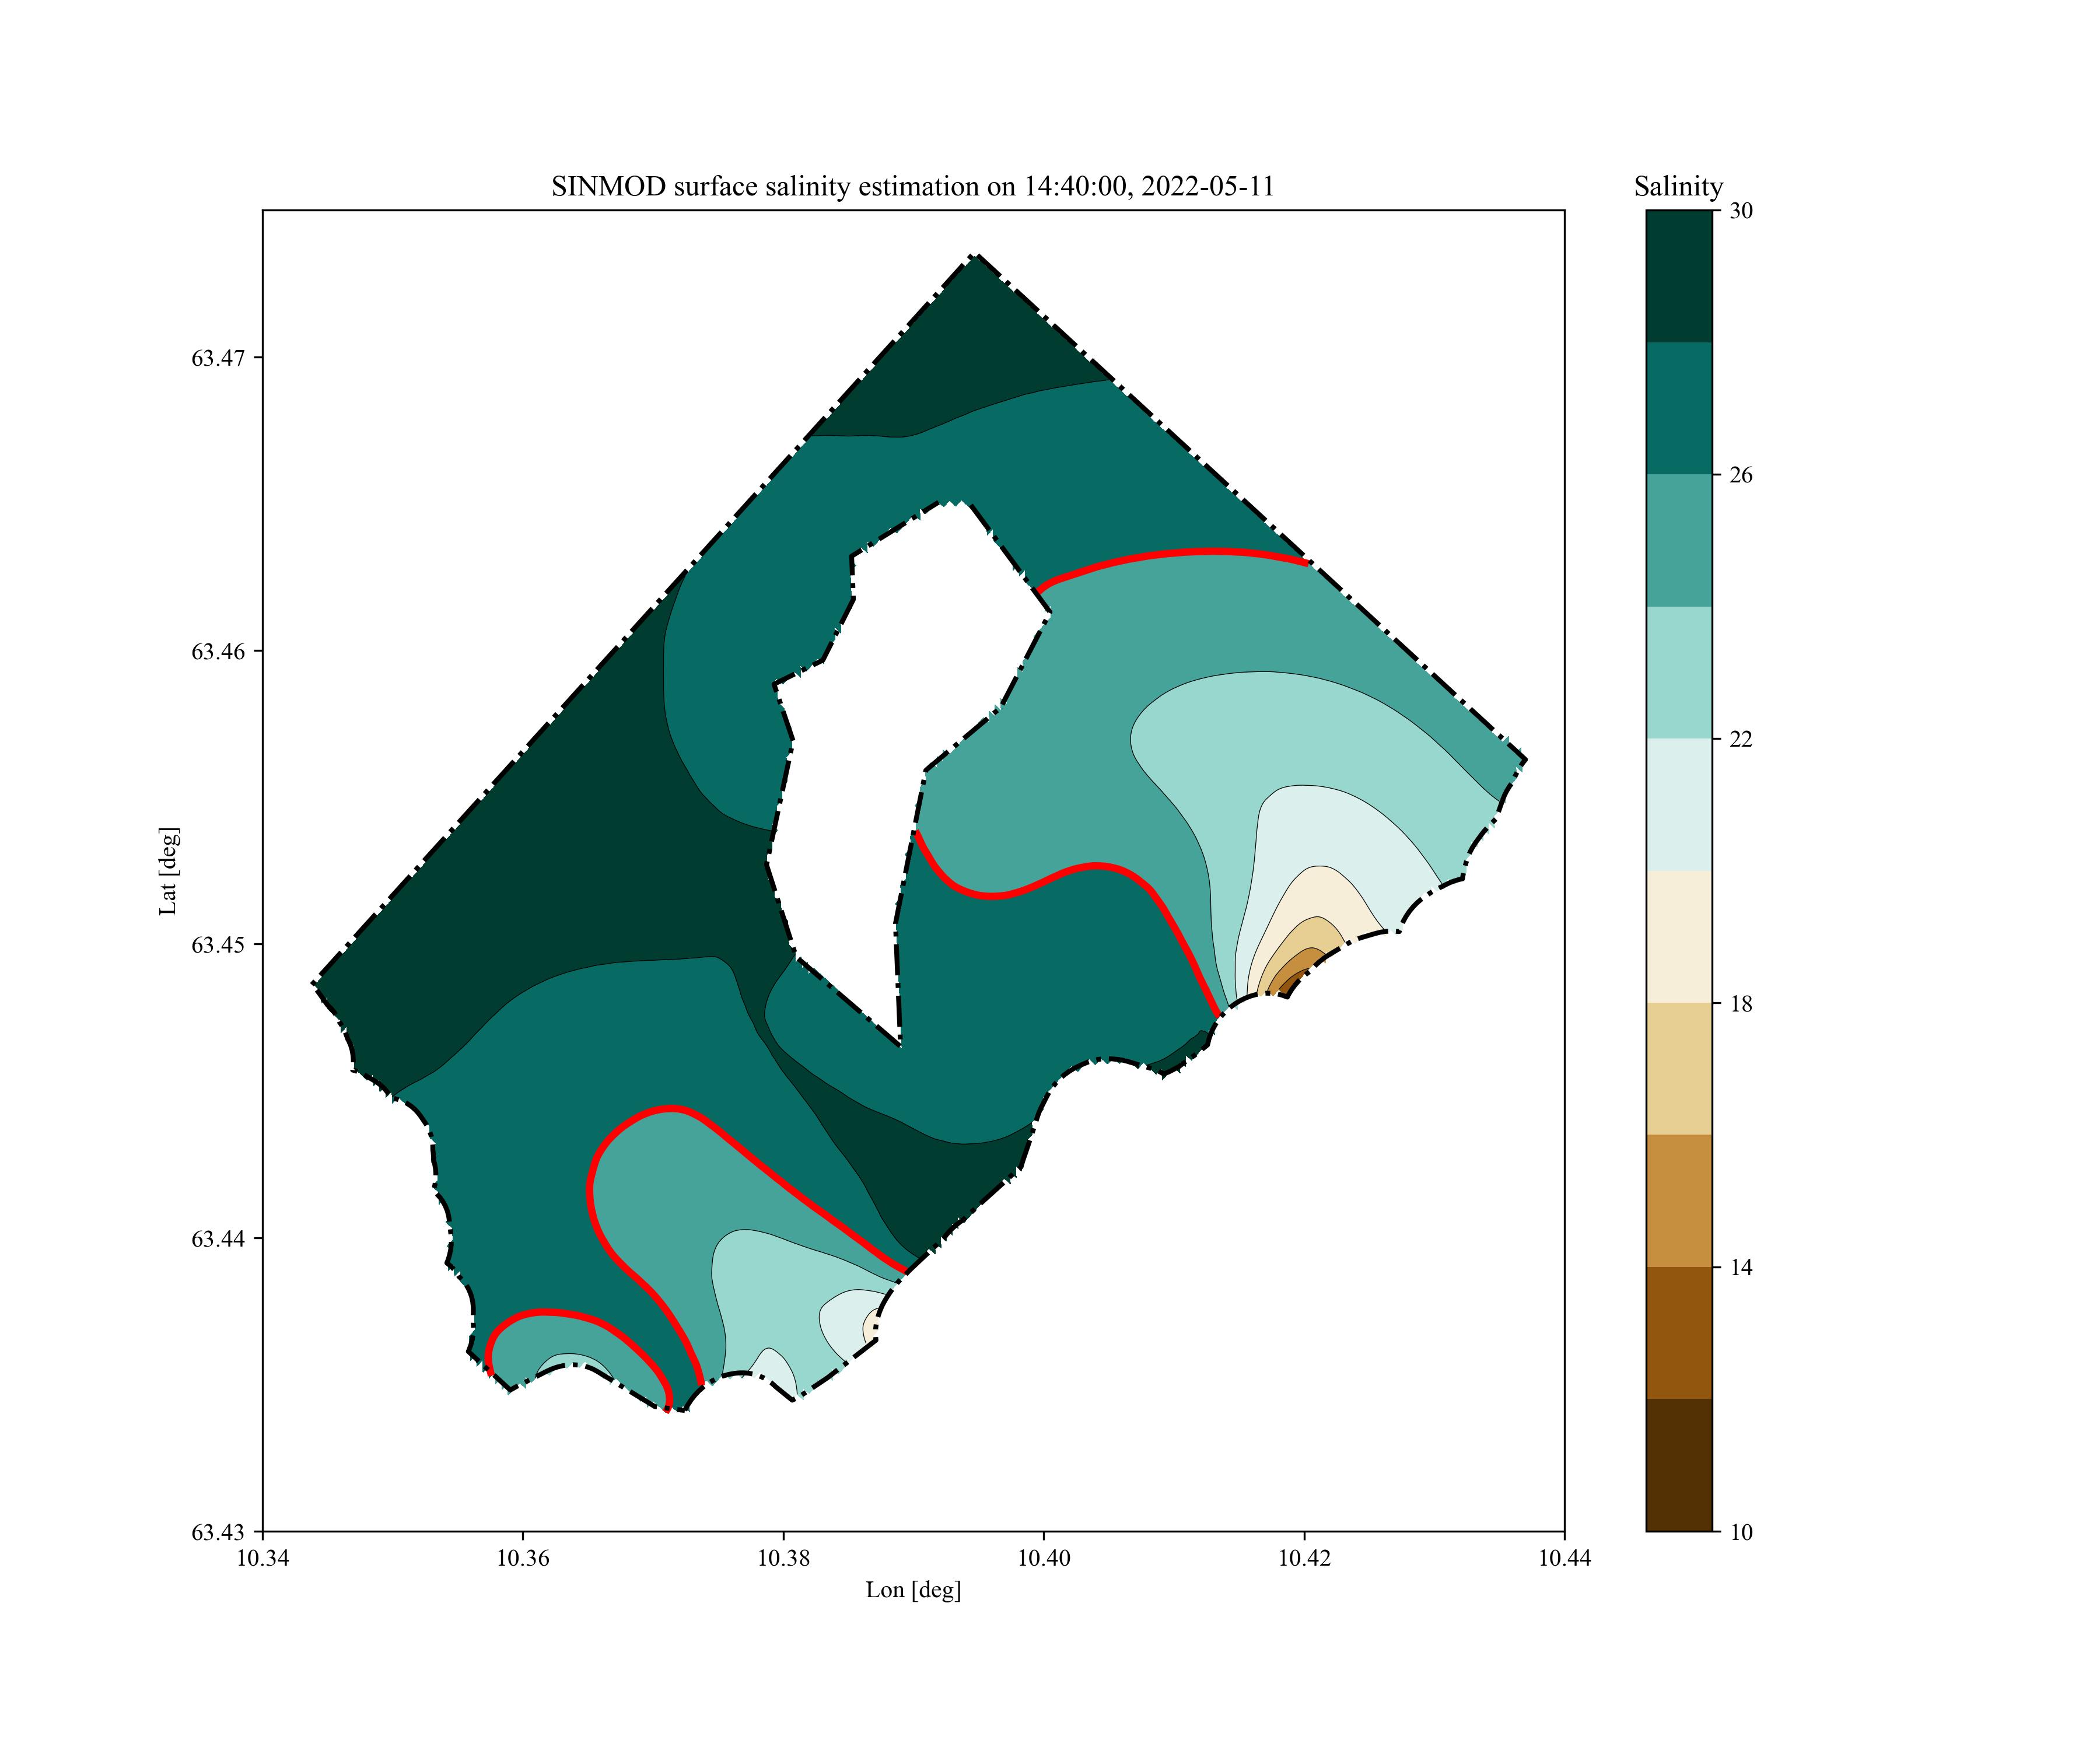 SINMOD surface salinity estimation on 14:40:00, 2022-05-11
Salinity
30
26
22
18
14
10
63.47
63.46
63.45
63.44
63.43
Lat [deg]
10.34 10.36 10.38 10.40 10.42 10.44
Lon [deg]